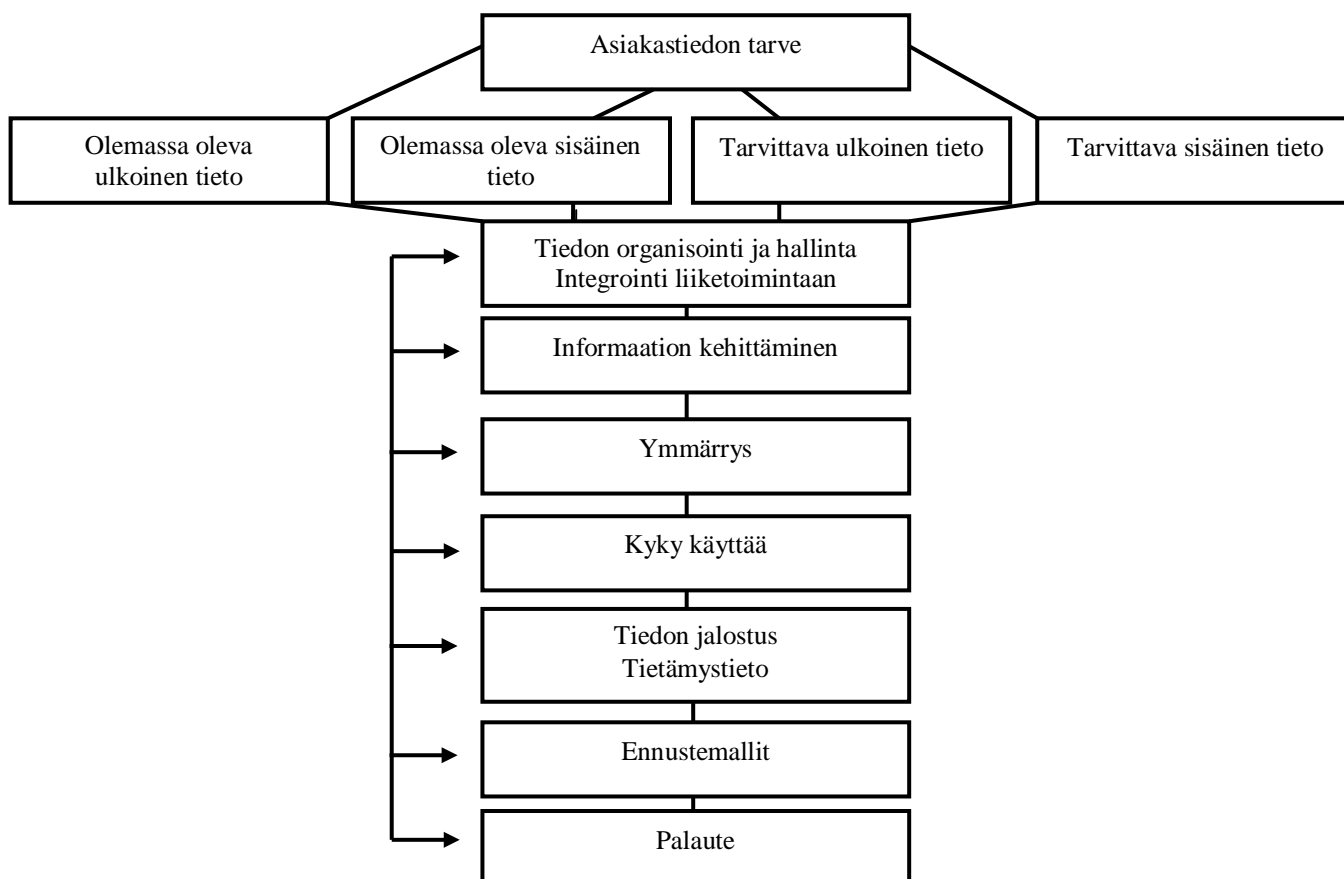 Asiakastiedon tarve
Olemassa oleva
ulkoinen tieto
Olemassa oleva sisäinen
tieto
Tarvittava ulkoinen tieto
Tarvittava sisäinen tieto
Tiedon organisointi ja hallinta
Integrointi liiketoimintaan
Informaation kehittäminen
Ymmärrys
Kyky käyttää
Tiedon jalostus
Tietämystieto
Ennustemallit
Palaute